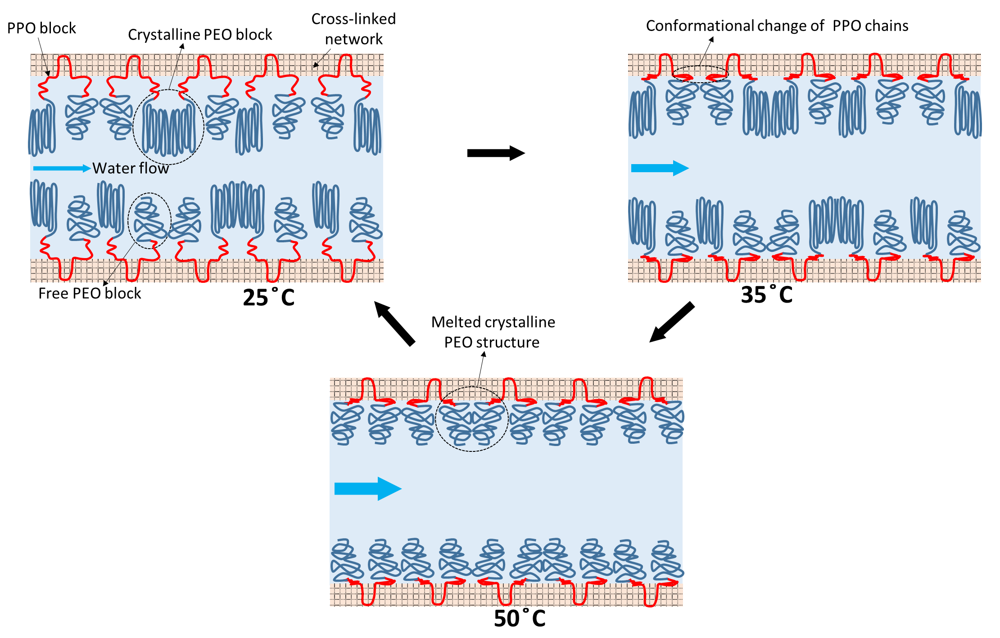 PPO block
Crystalline PEO block
Cross-linked
network
Conformational change of PPO chains
Water flow
Free PEO block
25°C
35°C
Melted crystalline
PEO structure
50°C